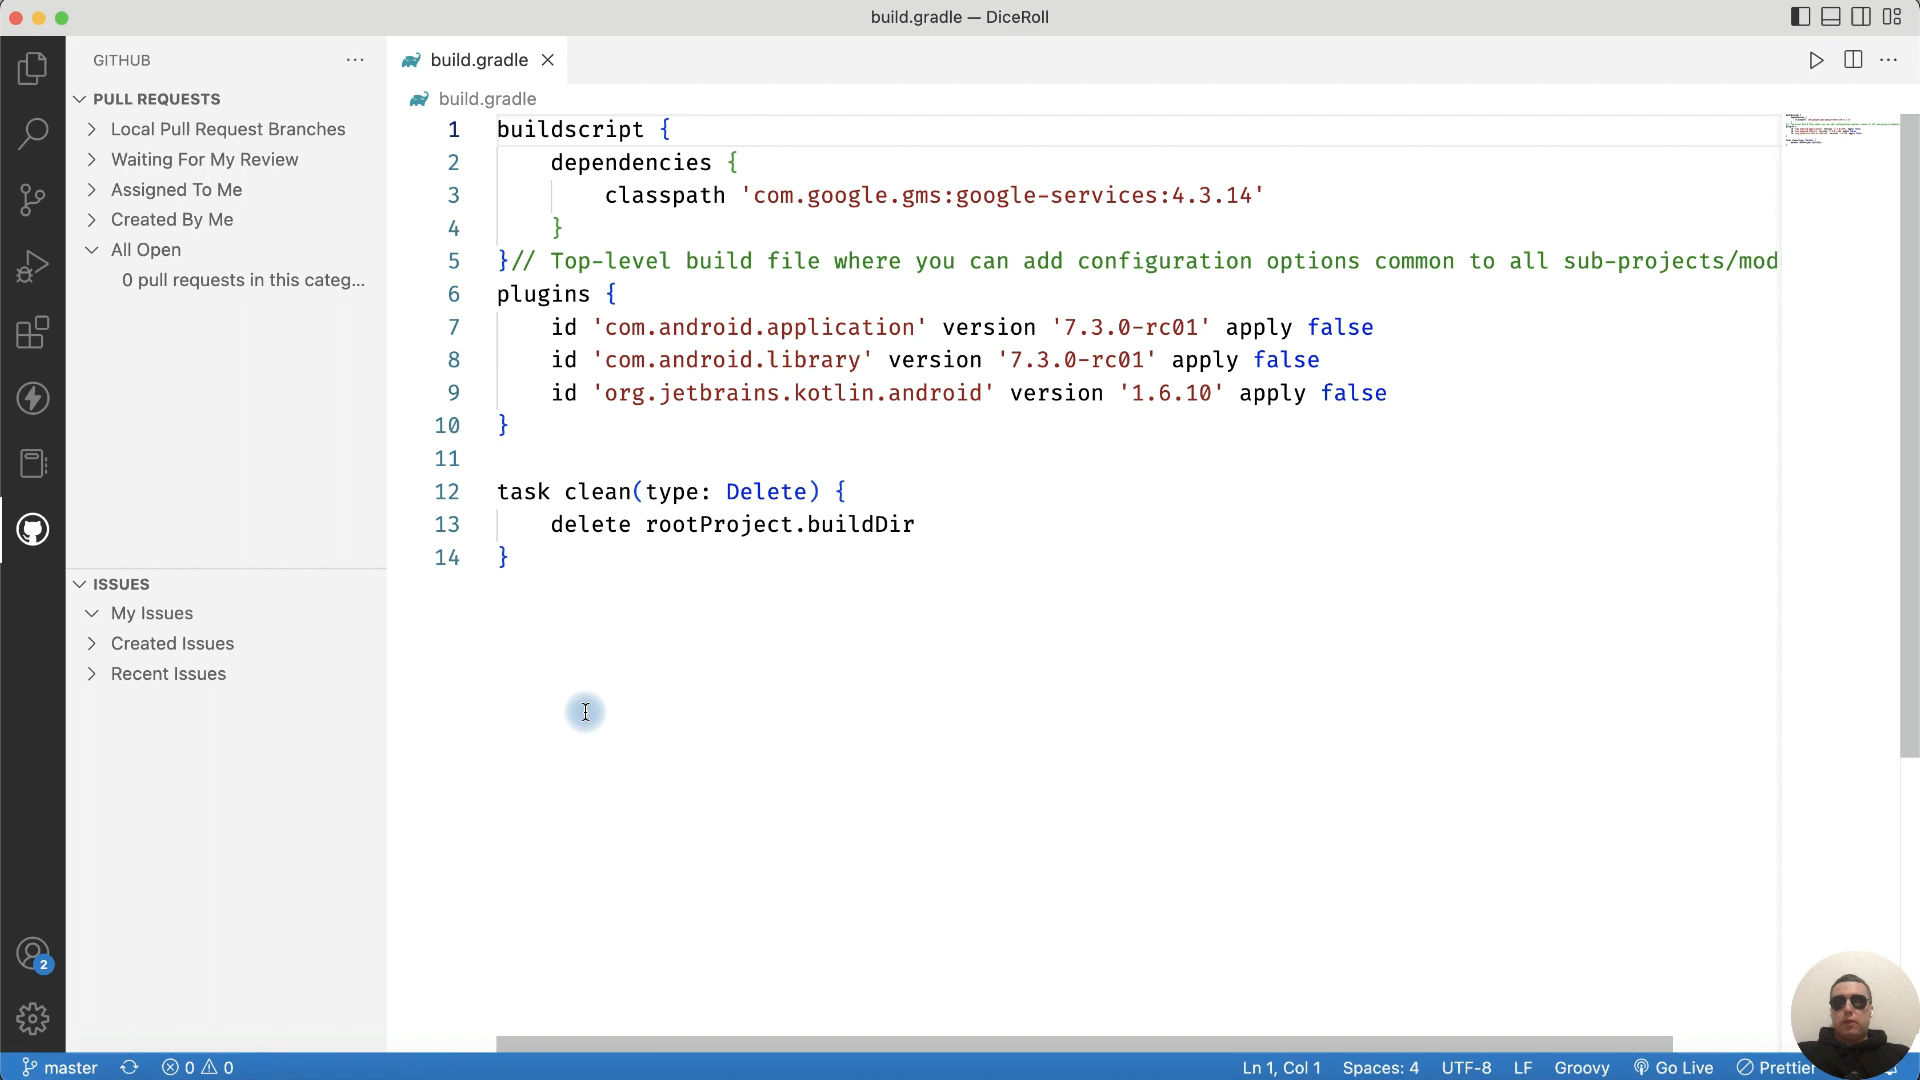 build.gradle — DiceRoll
GITHUB
PULL REQUESTS
Local Pull Request Branches
Waiting For My Review
Assigned To Me
Created By Me
All Open
0 pull requests in this categ...
ISSUES
My Issues
Created Issues
Recent Issues
2
build.gradle
build.gradle
1 buildscript {
2 dependencies {
3 classpath 'com.google.gms:google-services:4.3.14'
4 }
5 }// Top-level build file where you can add configuration options common to all sub-projects/mod
6 plugins {
7 id 'com.android.application' version '7.3.0-rc01' apply false
8 id 'com.android.library' version '7.3.0-rc01' apply false
9 id 'org.jetbrains.kotlin.android' version '1.6.10' apply false
10 }
11
12 task clean(type: Delete) {
13 delete rootProject.buildDir
14 }
master 0 0 Ln 1, Col 1 Spaces: 4 UTF-8 LF Groovy Go Live Prettier